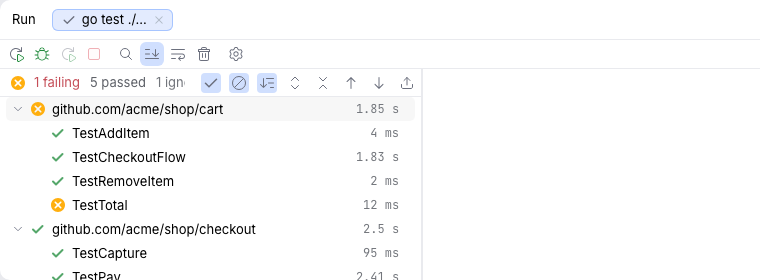 Run go test ./...
1 failing 5 passed 1 ign
github.com/acme/shop/cart 1.85 s
TestAddItem 4 ms
TestCheckoutFlow 1.83 s
TestRemoveItem 2 ms
TestTotal 12 ms
github.com/acme/shop/checkout 2.5 s
TestCapture 95 ms
TestPay 2.41 s